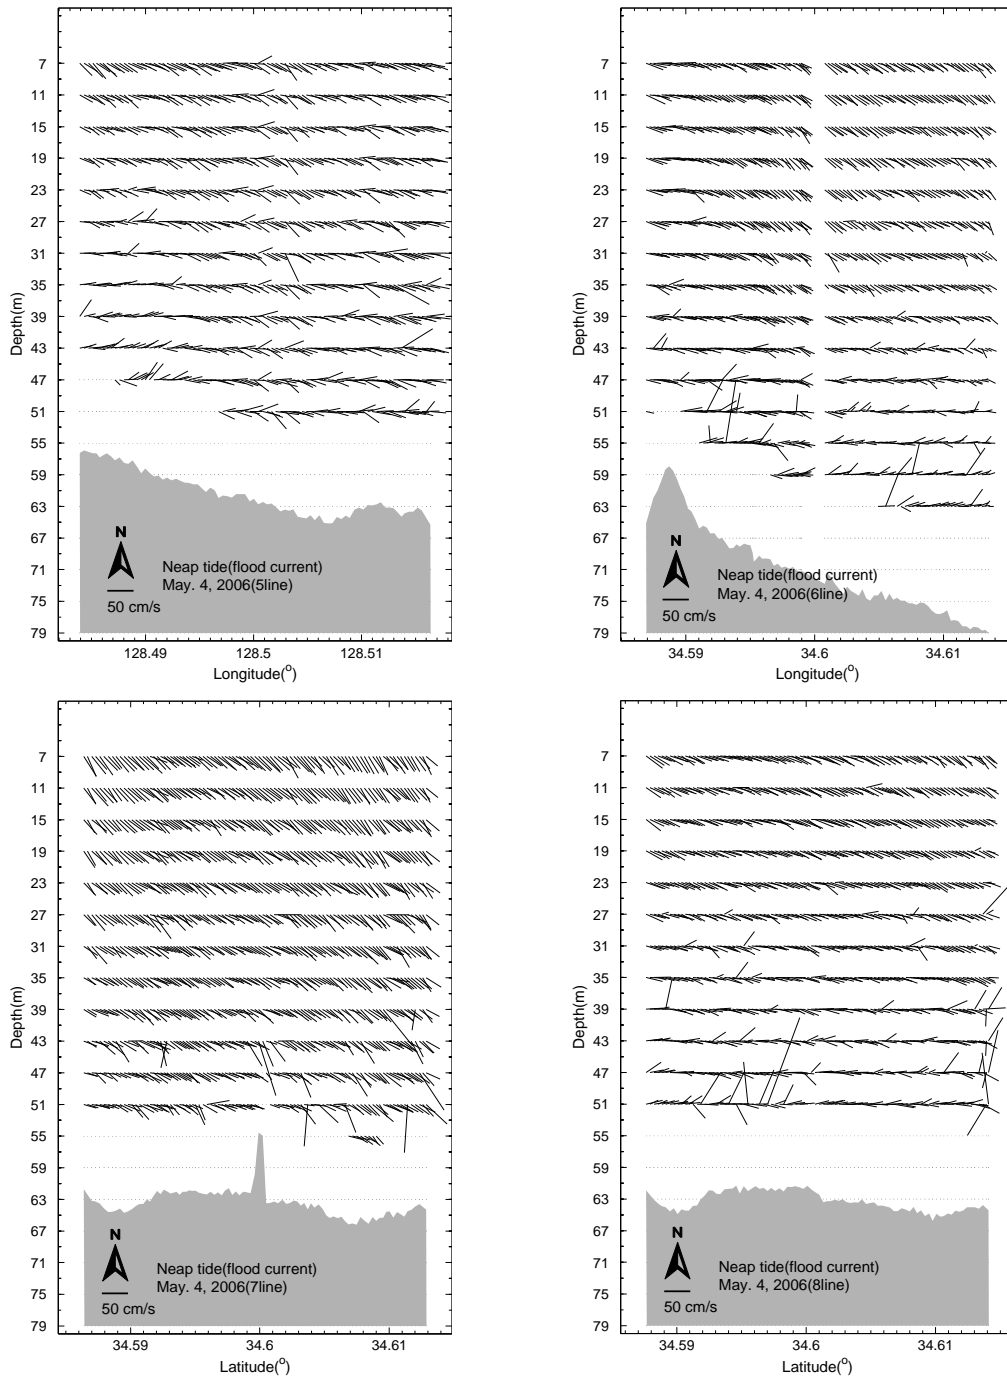 7
11
15
19
23
27
31
35
39
43
47
51
55
59
63
67
71
75
79
Depth(m)
N
Neap tide(flood current)
May. 4, 2006(5line)
50 cm/s
128.49 128.5 128.51
Longitude(o)
7
11
15
19
23
27
31
35
39
43
47
51
55
59
63
67
71
75
79
Depth(m)
N
Neap tide(flood current)
May. 4, 2006(6line)
50 cm/s
34.59 34.6 34.61
Longitude(o)
7
11
15
19
23
27
31
35
39
43
47
51
55
59
63
67
71
75
79
Depth(m)
N
Neap tide(flood current)
May. 4, 2006(7line)
50 cm/s
34.59 34.6 34.61
Latitude(o)
7
11
15
19
23
27
31
35
39
43
47
51
55
59
63
67
71
75
79
Depth(m)
N
Neap tide(flood current)
May. 4, 2006(8line)
50 cm/s
34.59 34.6 34.61
Latitude(o)